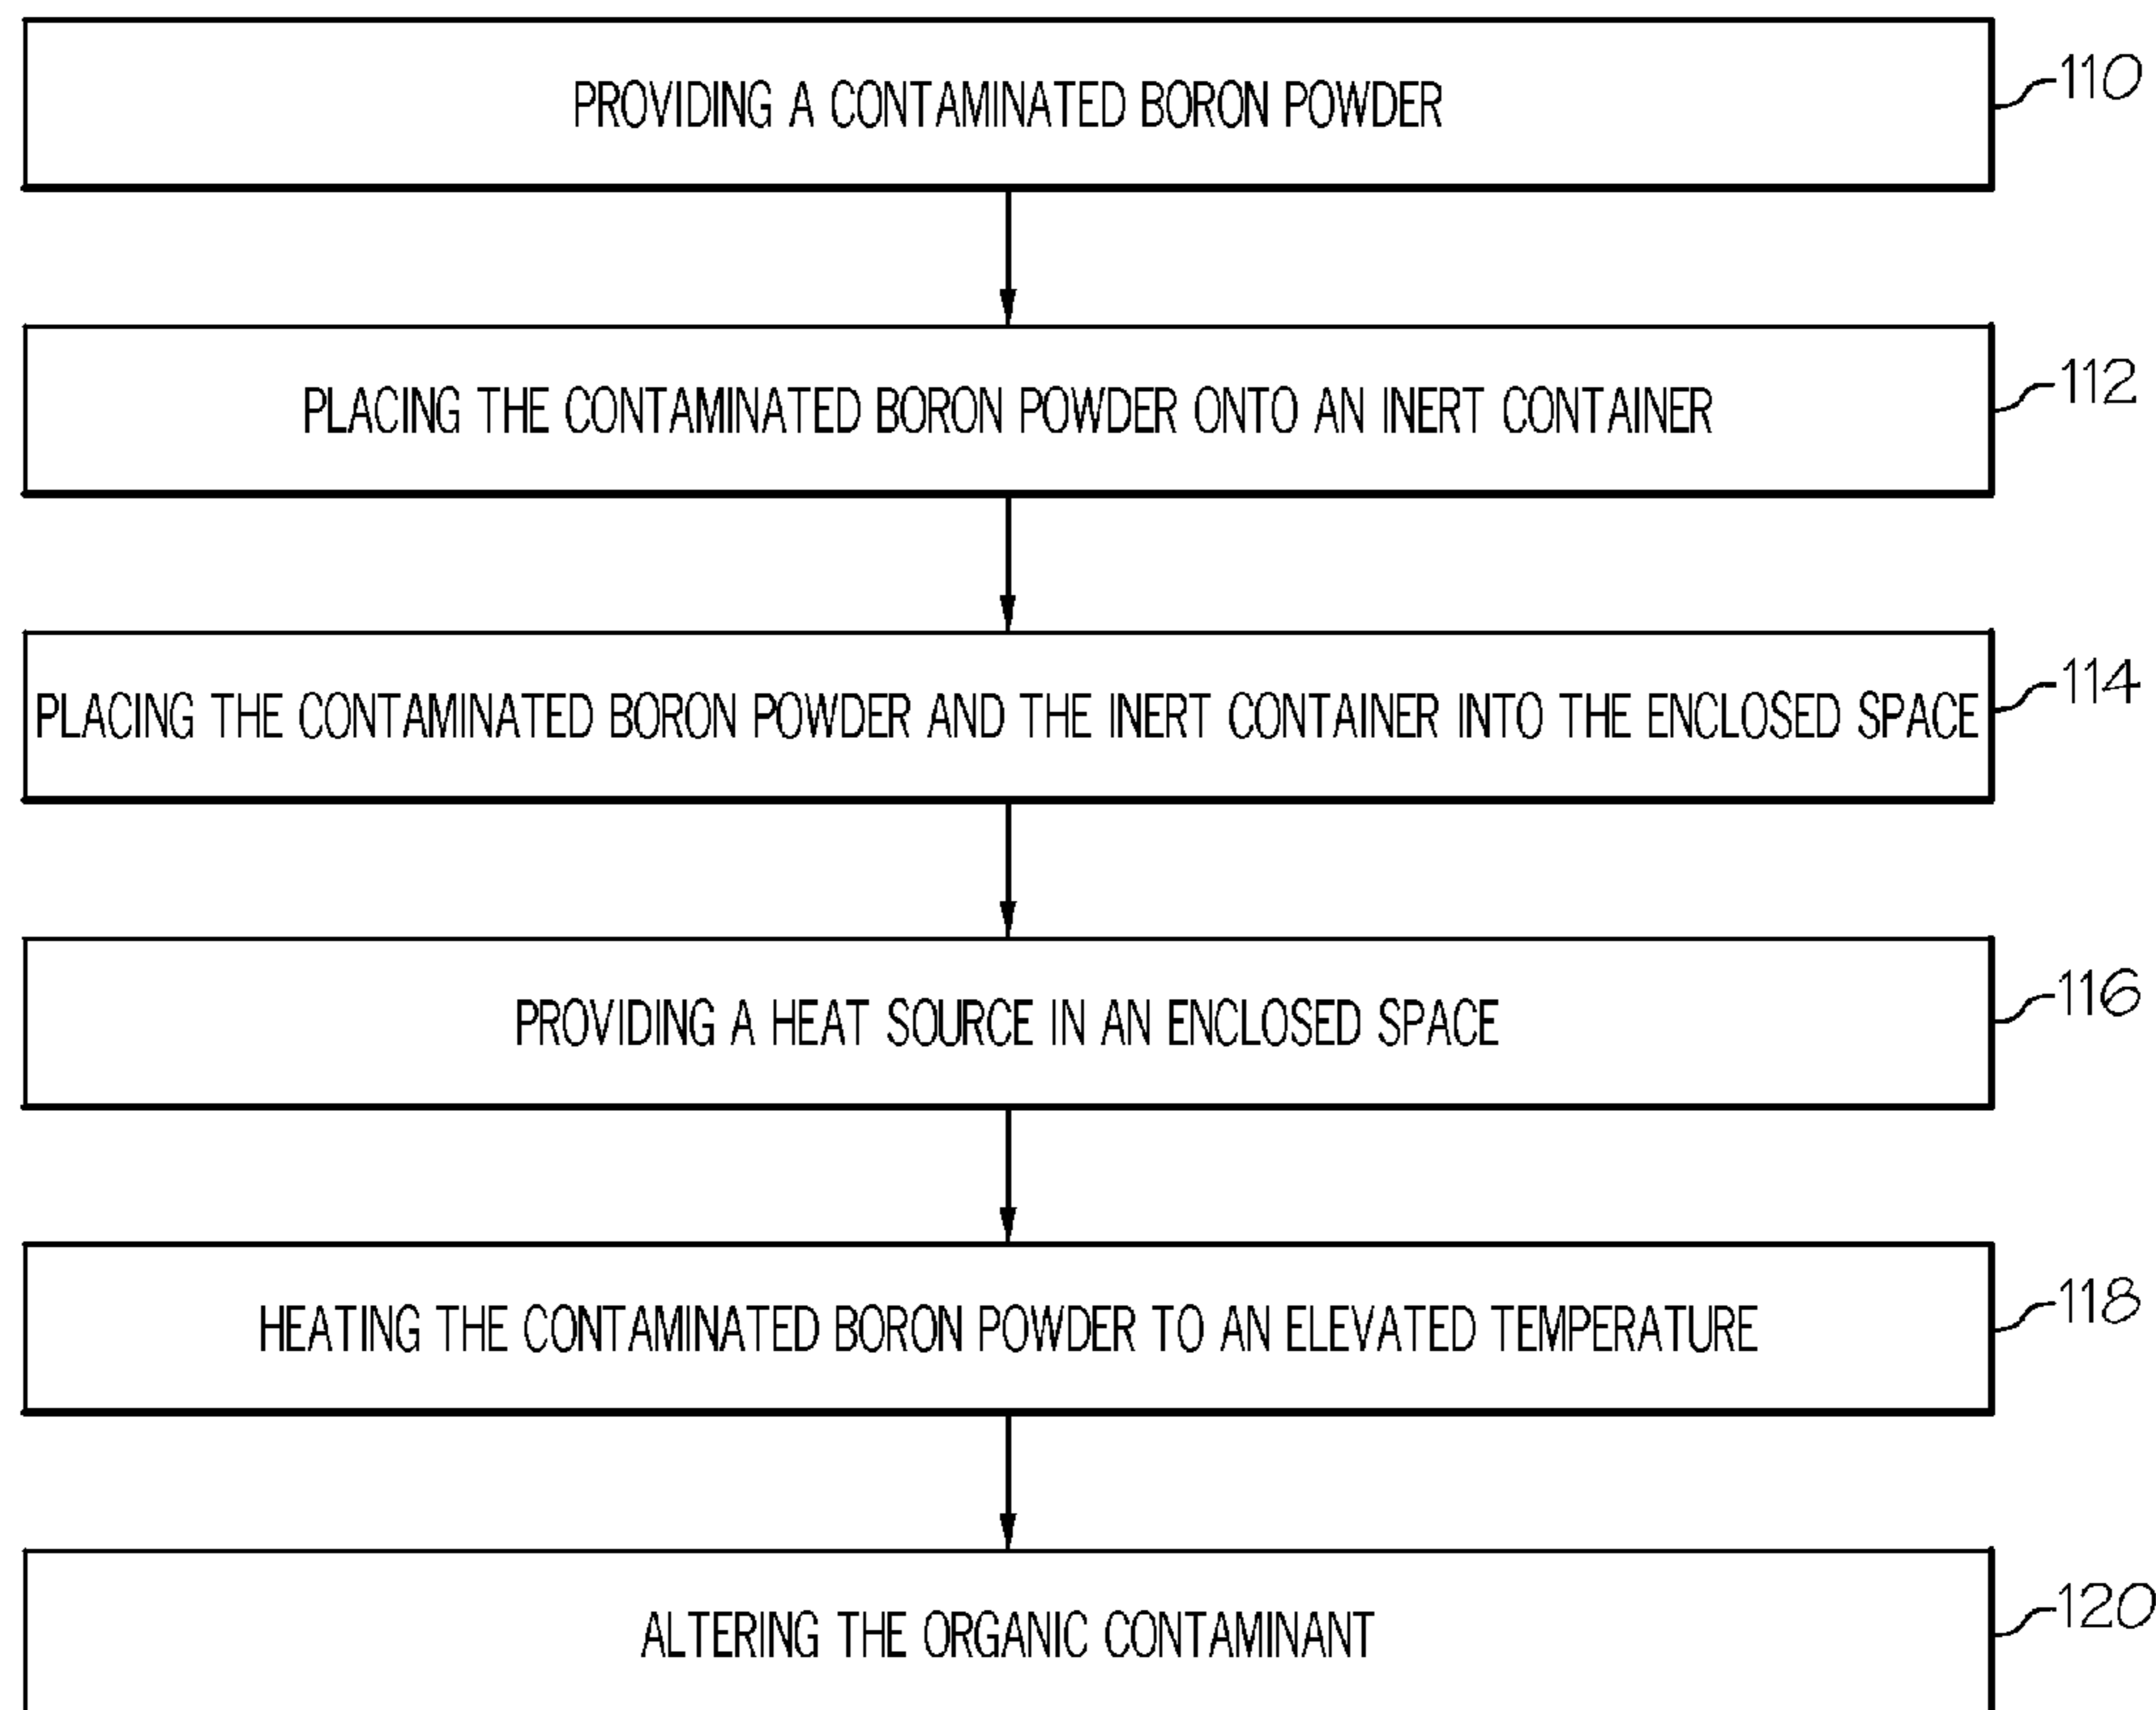 PROVIDING A CONTAMINATED BORON POWDER
110
PLACING THE CONTAMINATED BORON POWDER ONTO AN INERT CONTAINER
112
PLACING THE CONTAMINATED BORON POWDER AND THE INERT CONTAINER INTO THE ENCLOSED SPACE
114
PROVIDING A HEAT SOURCE IN AN ENCLOSED SPACE
116
HEATING THE CONTAMINATED BORON POWDER TO AN ELEVATED TEMPERATURE
118
ALTERING THE ORGANIC CONTAMINANT
120